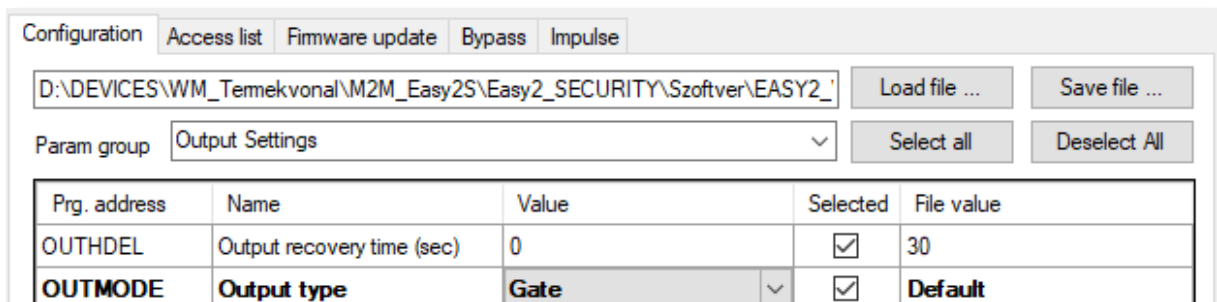 Configuration Access list Firmware update Bypass Impulse
D:\DEVICES\WM_Termekvonal\M2M_Easy2S\Easy2_SECURITY\Szoftver\EASY2_ Load file ... Save file ...
Param group Output Settings Select all Deselect All
Prg. address Name Value Selected File value
OUTHDEL Output recovery time (sec) 0 30
OUTMODE Output type Gate Default